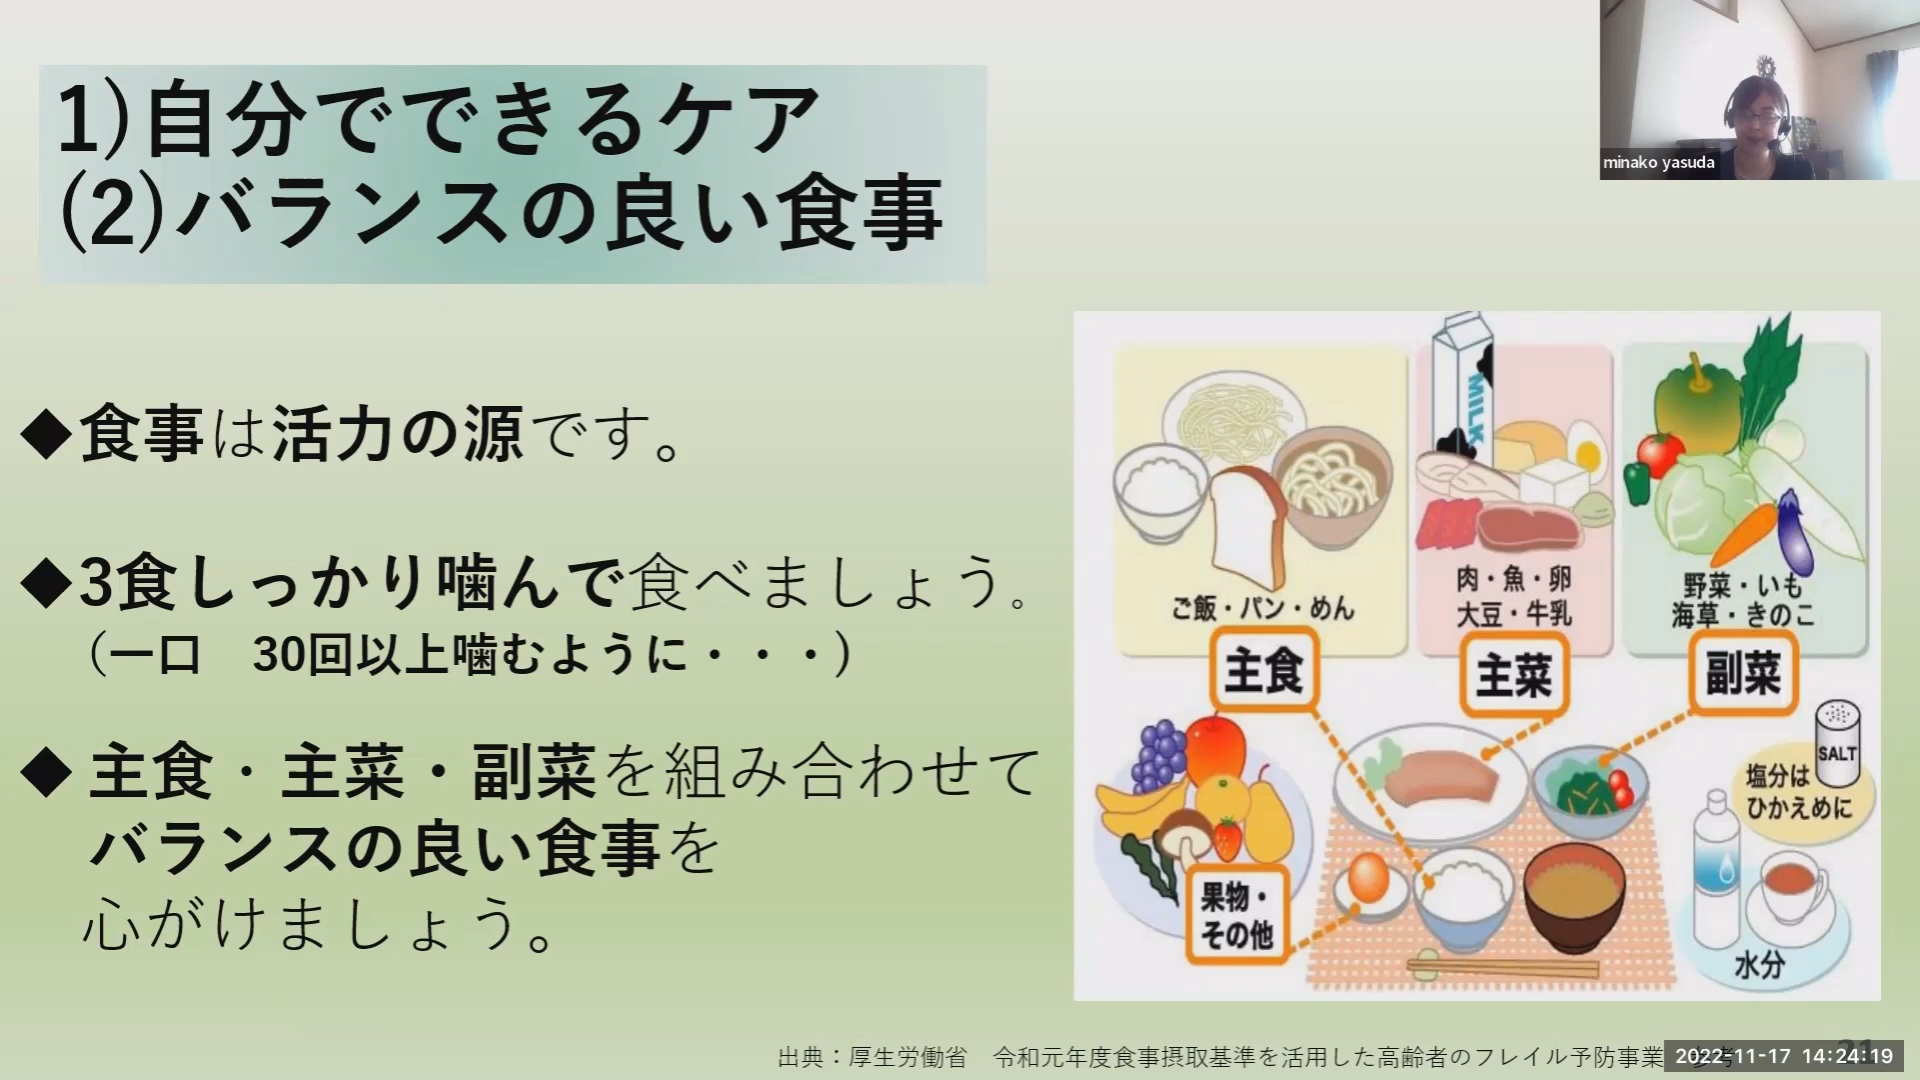 1)自分でできるケア
(2)バランスの良い食事
minako yasuda
◆食事は活力の源です。
◆3食しっかり噛んで食べましょう。
（一口　30回以上噛むように・・・）
◆ 主食・主菜・副菜を組み合わせて
バランスの良い食事を
心がけましょう。
MILK
ご飯・パン・めん
主食
肉・魚・卵
大豆・牛乳
主菜
野菜・いも
海草・きのこ
副菜
SALT
塩分は
ひかえめに
果物・
その他
水分
出典：厚生労働省　令和元年度食事摂取基準を活用した高齢者のフレイル予防事業　参考
21
2022-11-17 14:24:19